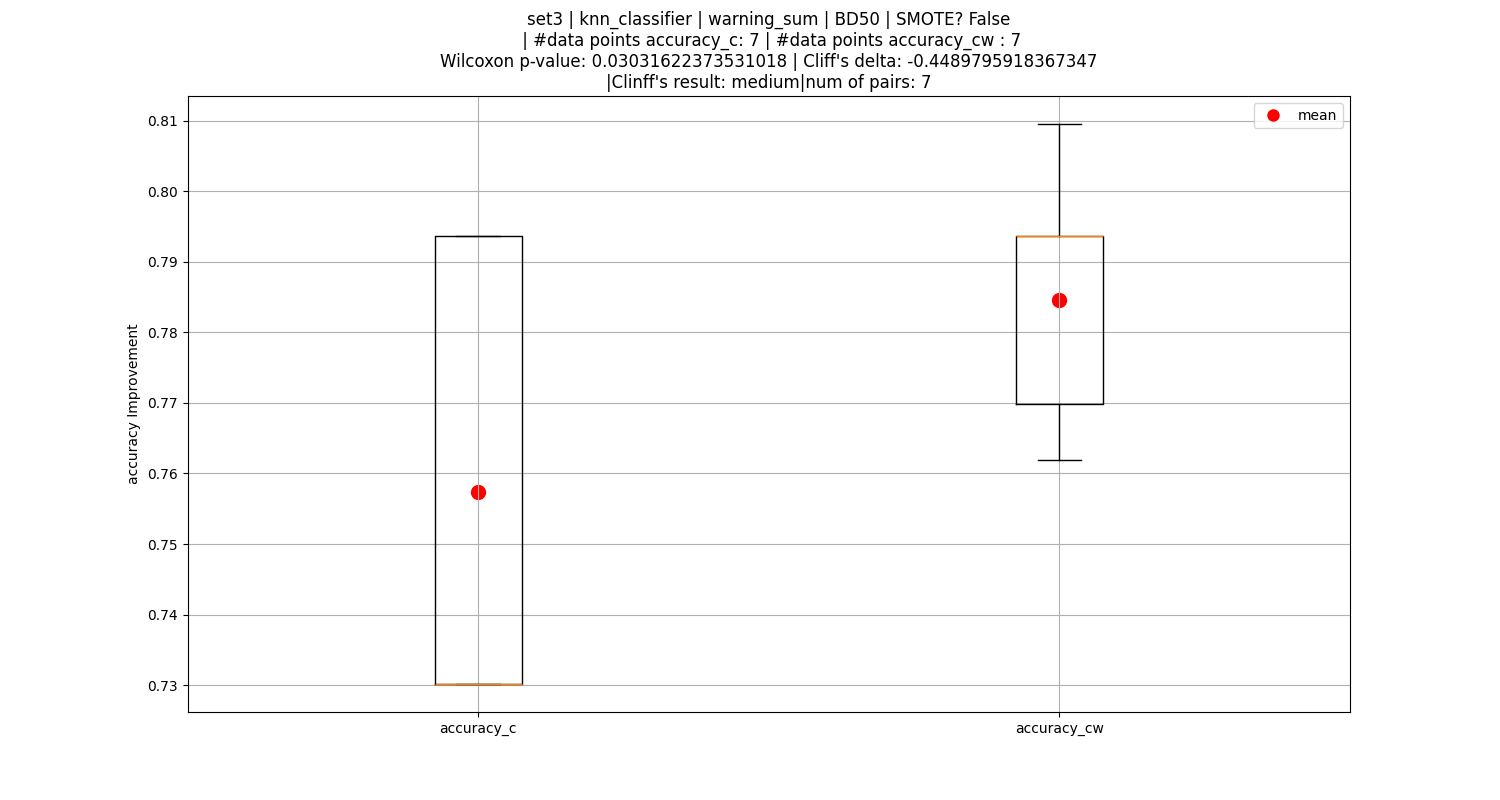 set3 | knn_classifier | warning_sum | BD50 | SMOTE? False
| #data points accuracy_c: 7 | #data points accuracy_cw : 7
Wilcoxon p-value: 0.03031622373531018 | Cliff's delta: -0.4489795918367347
|Clinff's result: medium|num of pairs: 7
mean
0.81
0.80
0.79
0.78
0.77
0.76
0.75
0.74
0.73
accuracy Improvement
accuracy_c
accuracy_cw